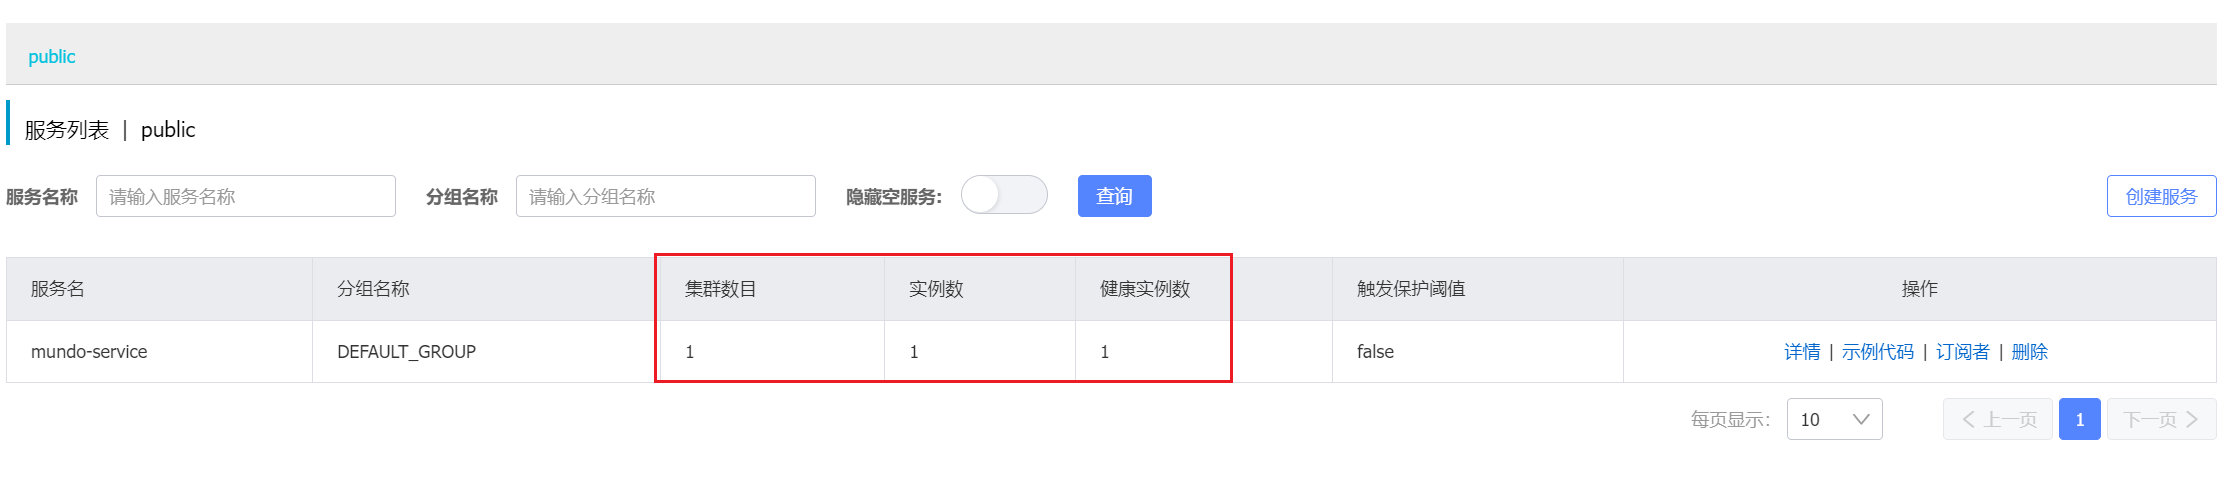 public
服务列表 | public
服务名称 请输入服务名称 分组名称 请输入分组名称 隐藏空服务: 查询 创建服务
服务名 分组名称 集群数目 实例数 健康实例数 触发保护阈值 操作
mundo-service DEFAULT_GROUP 1 1 1 false 详情 | 示例代码 | 订阅者 | 删除
每页显示: 10 上一页 1 下一页